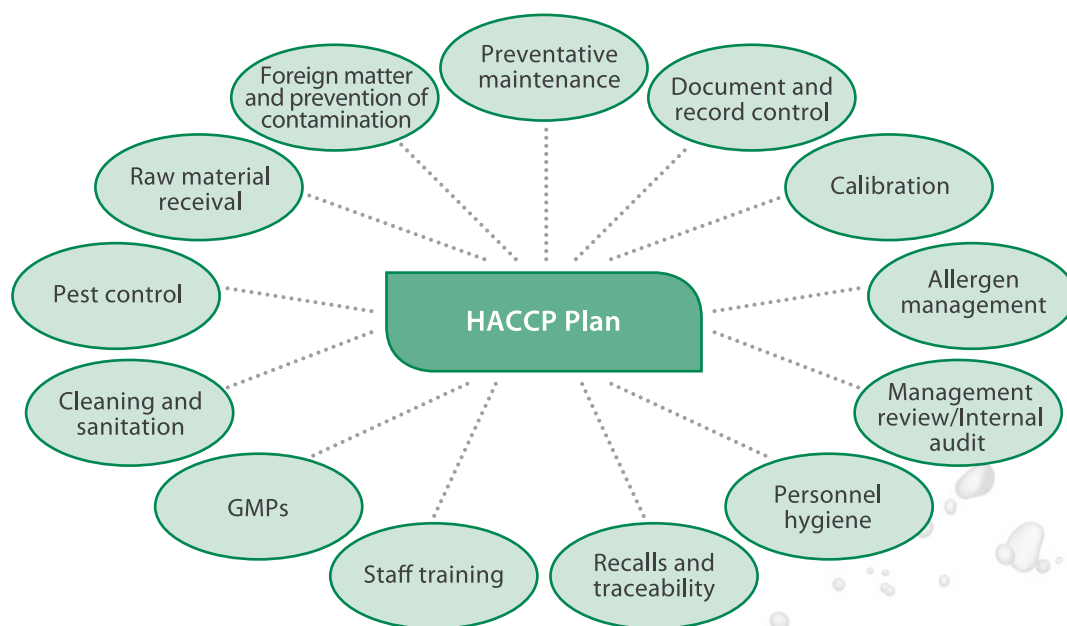 Preventative
maintenance
Foreign matter
and prevention of
contamination
Document and
record control
Raw material
receival
Calibration
Pest control
Allergen
management
HACCP Plan
Cleaning and
sanitation
Management
review/Internal
audit
GMPs
Personnel
hygiene
Staff training
Recalls and
traceability